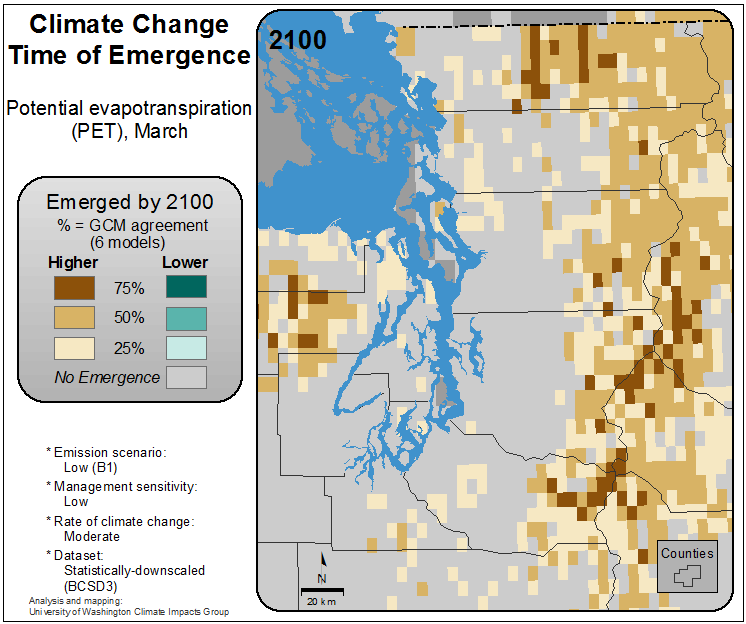 Climate Change
Time of Emergence
Potential evapotranspiration
(PET), March
Emerged by 2100
% = GCM agreement
(6 models)
Higher Lower
75%
50%
25%
No Emergence
* Emission scenario:
Low (B1)
* Management sensitivity:
Low
* Rate of climate change:
Moderate
* Dataset:
Statistically-downscaled
(BCSD3)
Analysis and mapping:
University of Washington Climate Impacts Group
2100
N
20 km
Counties